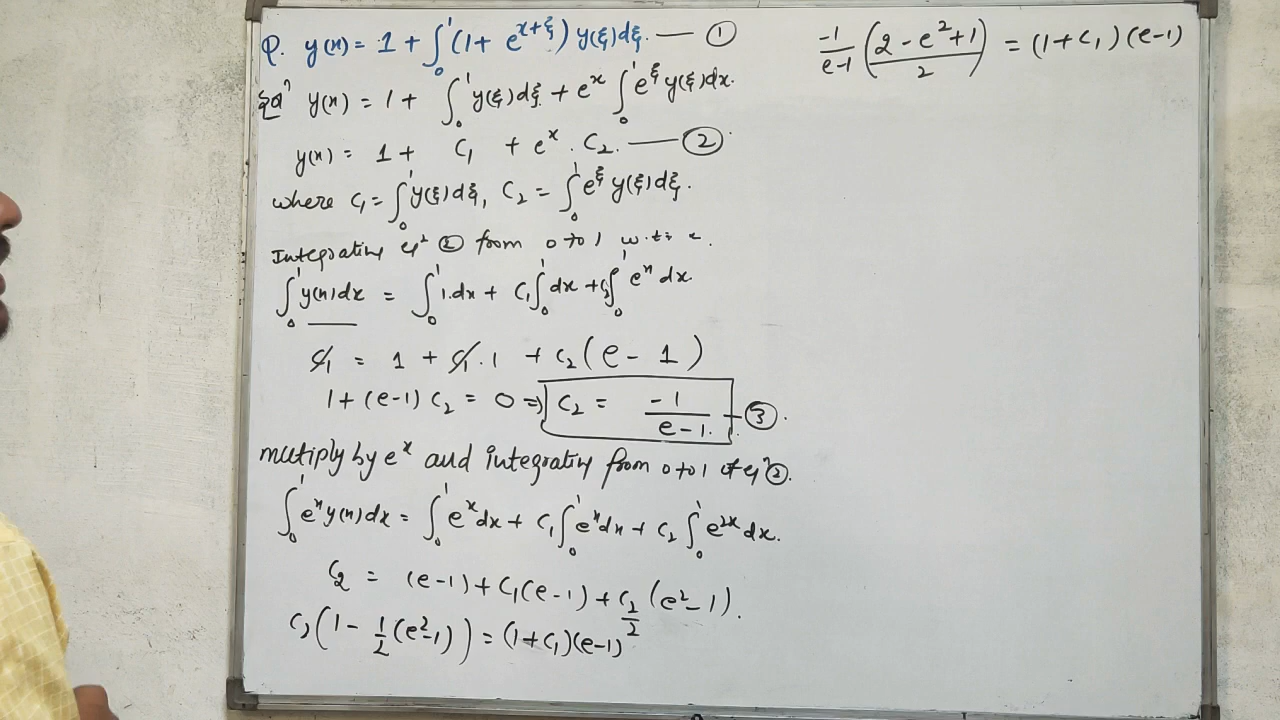 Q. y(x) = 1 + ∫₀¹ (1 + e^{x+ξ}) y(ξ) dξ. — ①
Solⁿ y(x) = 1 + ∫₀¹ y(ξ) dξ + e^x ∫₀¹ e^ξ y(ξ) dx.
y(x) = 1 + C₁ + e^x . C₂. — ②
where C₁ = ∫₀¹ y(ξ) dξ, C₂ = ∫₀¹ e^ξ y(ξ) dξ.
Integrating eqⁿ ② from 0 to 1 w.r.t. x.
∫₀¹ y(x) dx = ∫₀¹ 1.dx + C₁ ∫₀¹ dx + C₂ ∫₀¹ e^x dx
C₁ = 1 + C₁ . 1 + C₂ (e - 1)
1 + (e-1) C₂ = 0 ⇒ C₂ = -1/(e-1). — ③.
multiply by e^x and integrating from 0 to 1 of eqⁿ ②.
∫₀¹ e^x y(x) dx = ∫₀¹ e^x dx + C₁ ∫₀¹ e^x dx + C₂ ∫₀¹ e^{2x} dx.
C₂ = (e-1) + C₁(e-1) + C₂/2 (e² - 1).
C₂ (1 - 1/2 (e²-1)) = (1 + C₁)(e-1)
-1/(e-1) ((2 - e² + 1)/2) = (1 + C₁)(e-1)